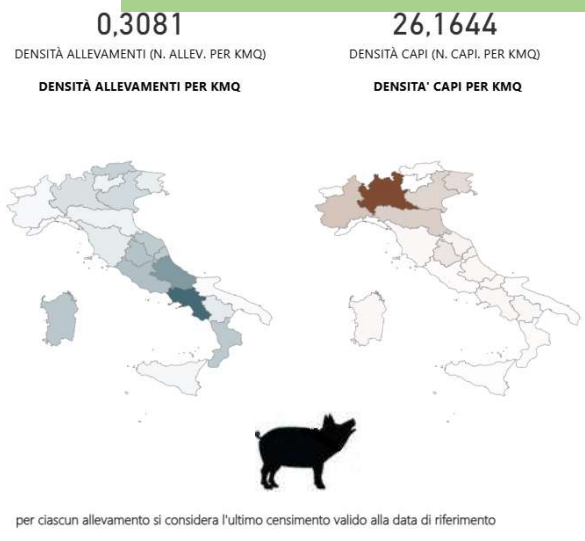 0,3081
26,1644
DENSITÀ ALLEVAMENTI (N. ALLEV. PER KMQ)
DENSITÀ CAPI (N. CAPI. PER KMQ)
DENSITÀ ALLEVAMENTI PER KMQ
DENSITA' CAPI PER KMQ
per ciascun allevamento si considera l'ultimo censimento valido alla data di riferimento